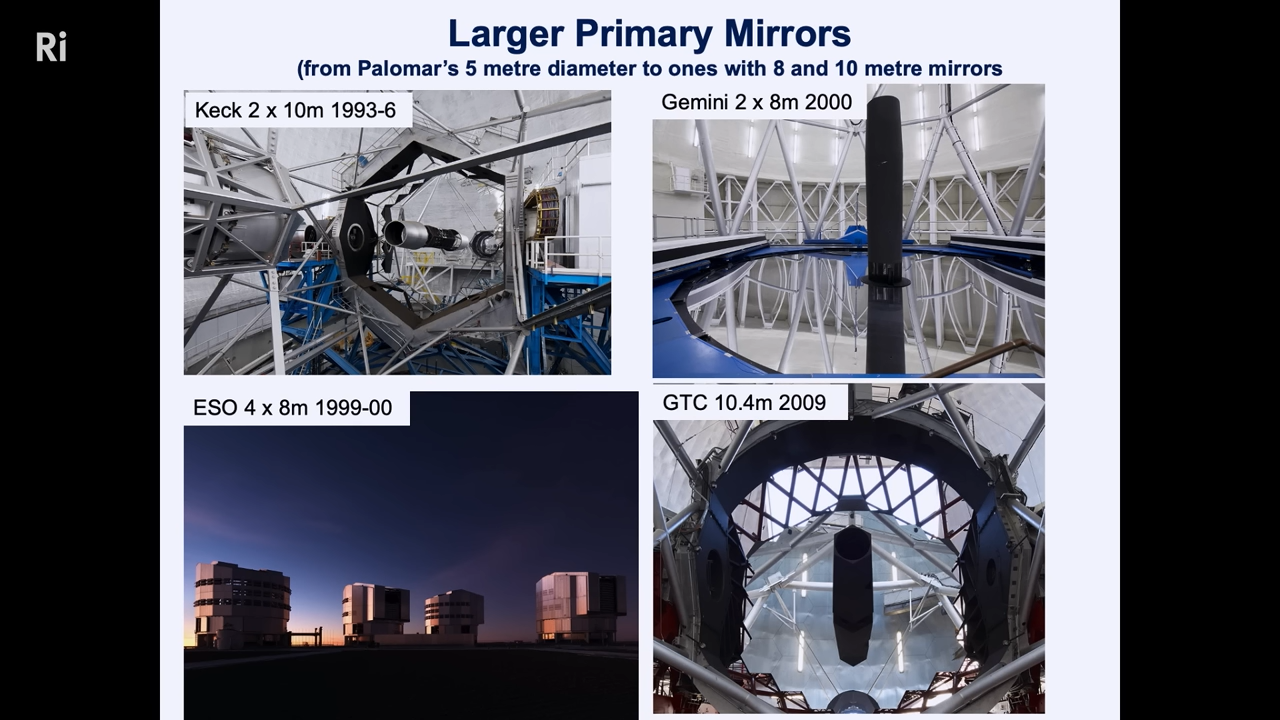 Ri
Larger Primary Mirrors
(from Palomar's 5 metre diameter to ones with 8 and 10 metre mirrors
Keck 2 x 10m 1993-6
Gemini 2 x 8m 2000
ESO 4 x 8m 1999-00
GTC 10.4m 2009